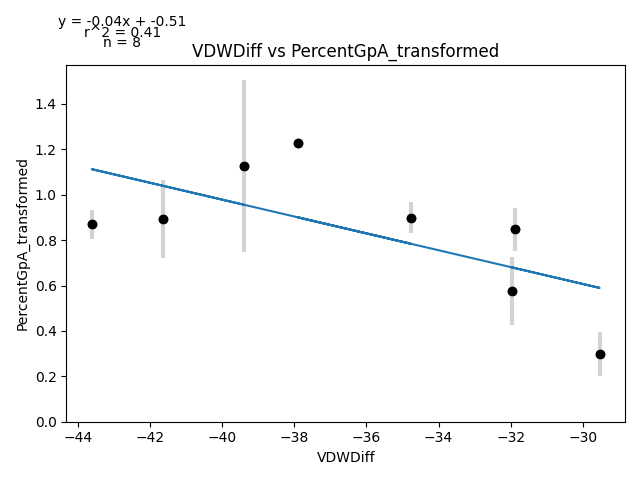 y = -0.04x + -0.51
r^2 = 0.41
n = 8
VDWDiff vs PercentGpA_transformed
1.4
1.2
1.0
0.8
0.6
0.4
0.2
0.0
PercentGpA_transformed
−44
−42
−40
−38
−36
−34
−32
−30
VDWDiff